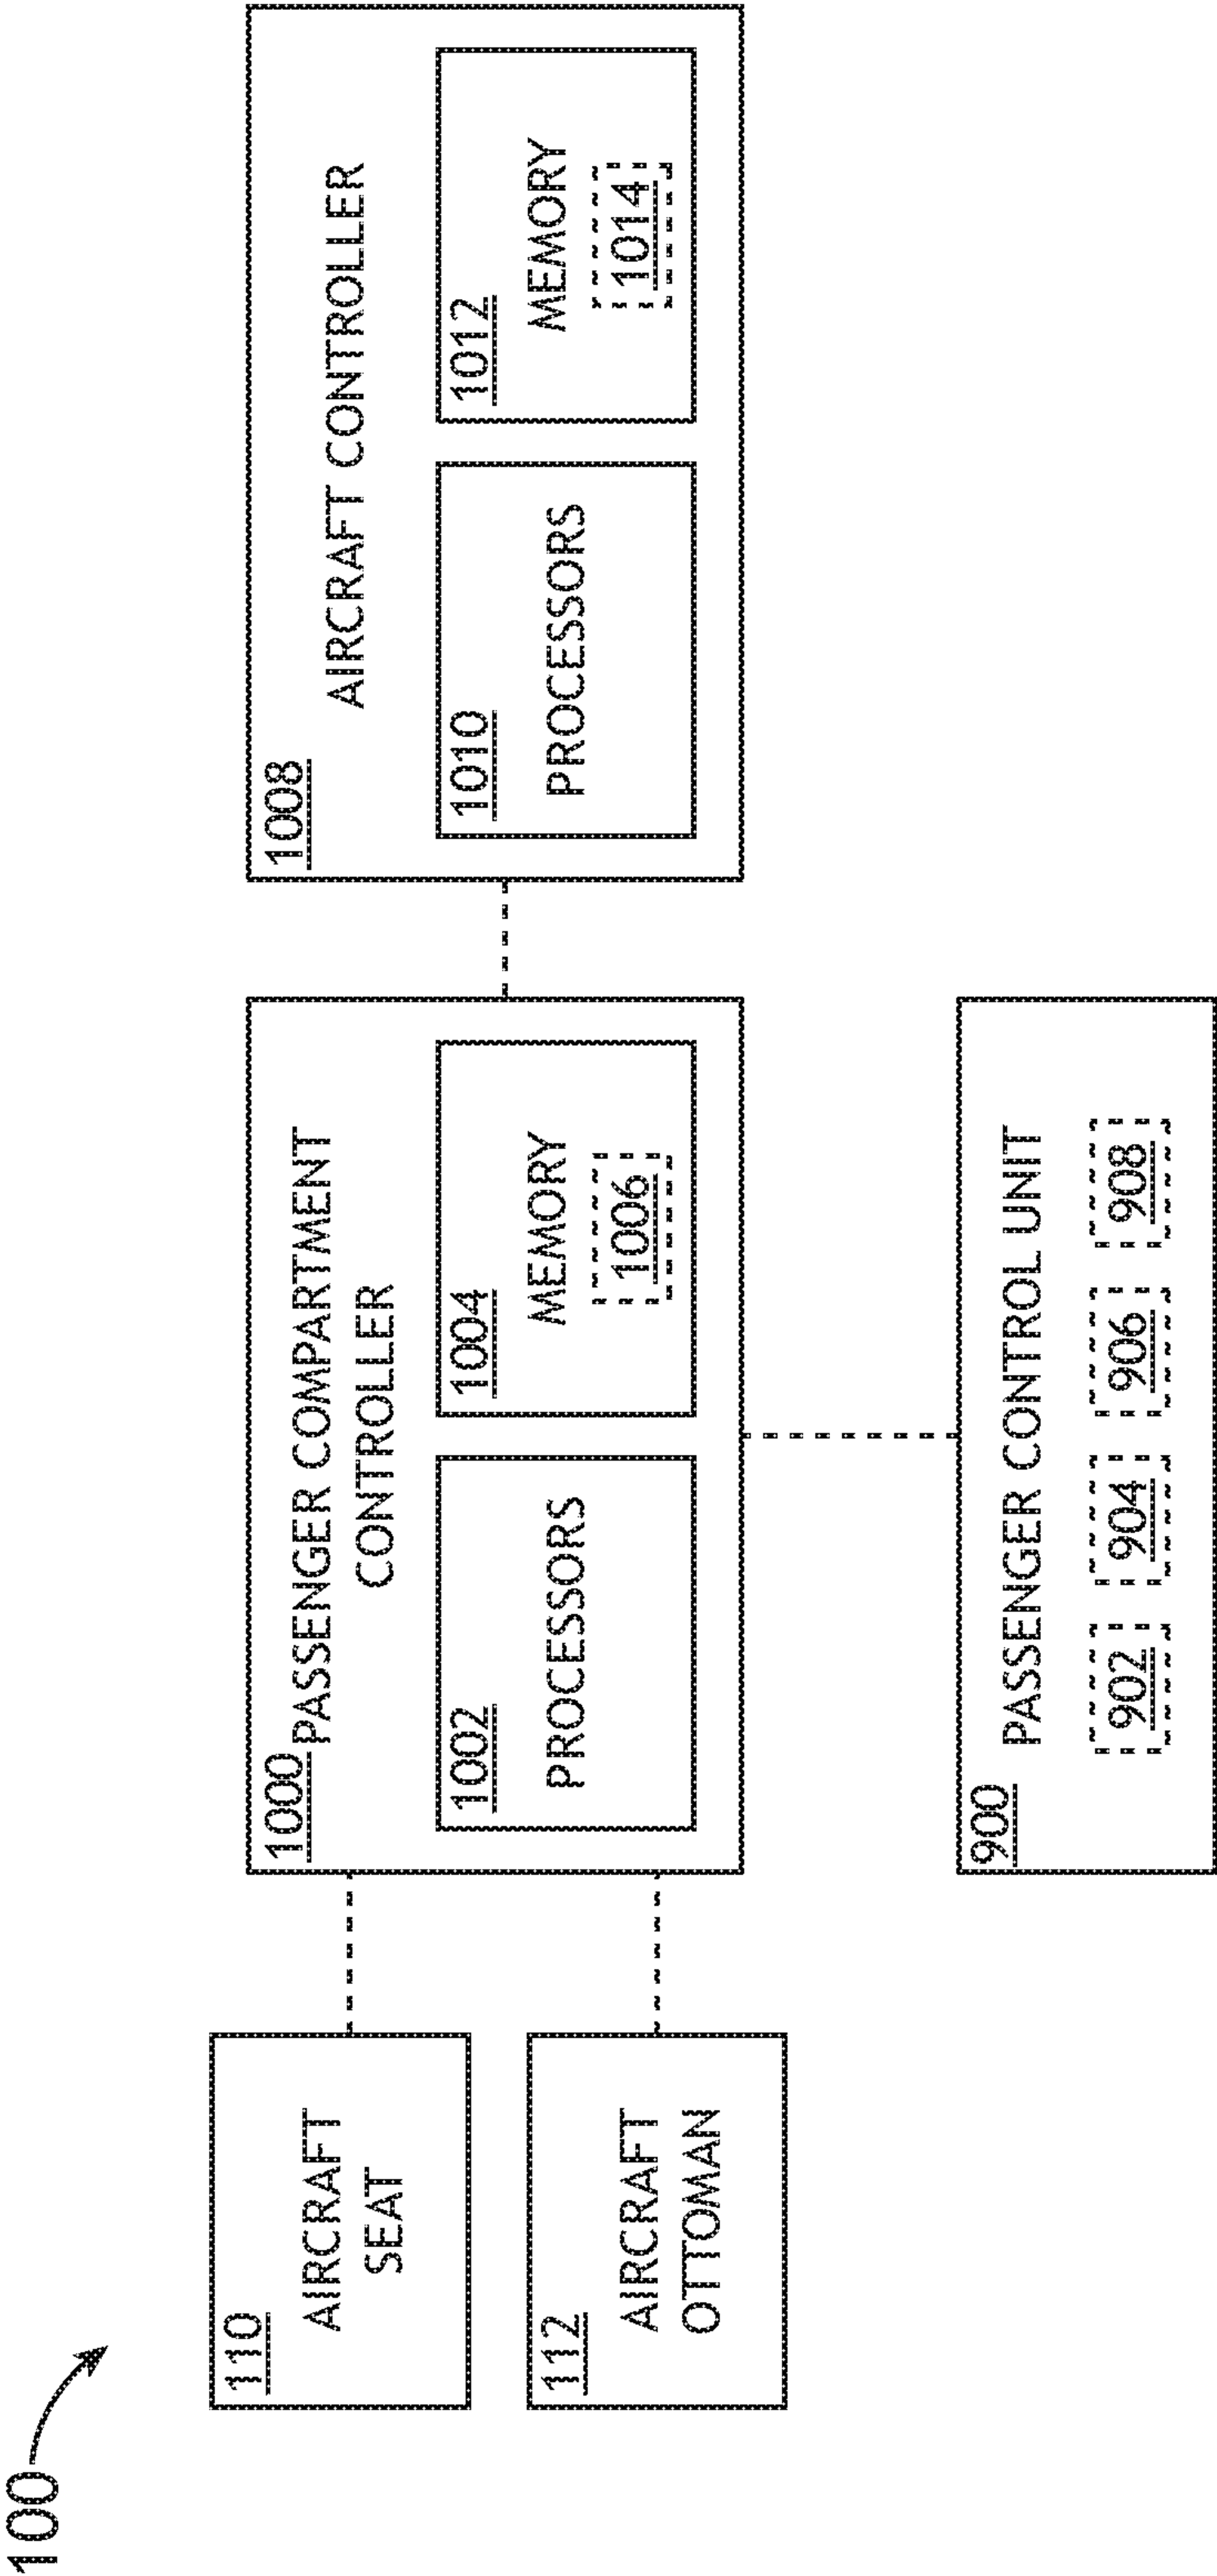 100
110
AIRCRAFT
SEAT
112
AIRCRAFT
OTTOMAN
1000
PASSENGER COMPARTMENT
CONTROLLER
1002
PROCESSORS
1004
MEMORY
1006
1008
AIRCRAFT CONTROLLER
1010
PROCESSORS
1012
MEMORY
1014
900
PASSENGER CONTROL UNIT
902 904 906 908